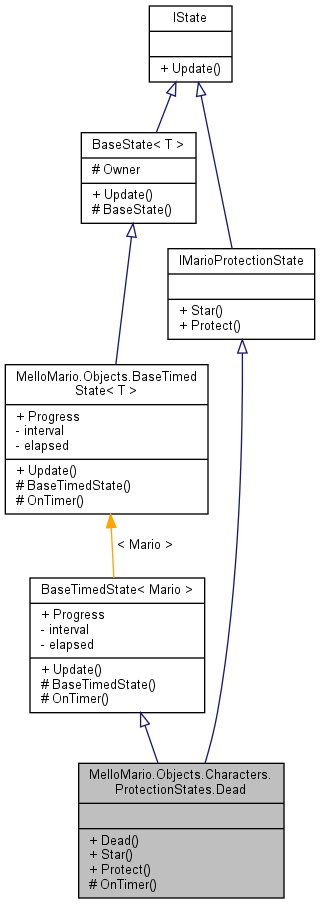 IState
+ Update()
BaseState< T >
# Owner
+ Update()
# BaseState()
IMarioProtectionState
+ Star()
+ Protect()
MelloMario.Objects.BaseTimed
State< T >
+ Progress
- interval
- elapsed
+ Update()
# BaseTimedState()
# OnTimer()
< Mario >
BaseTimedState< Mario >
+ Progress
- interval
- elapsed
+ Update()
# BaseTimedState()
# OnTimer()
MelloMario.Objects.Characters.
ProtectionStates.Dead
+ Dead()
+ Star()
+ Protect()
# OnTimer()